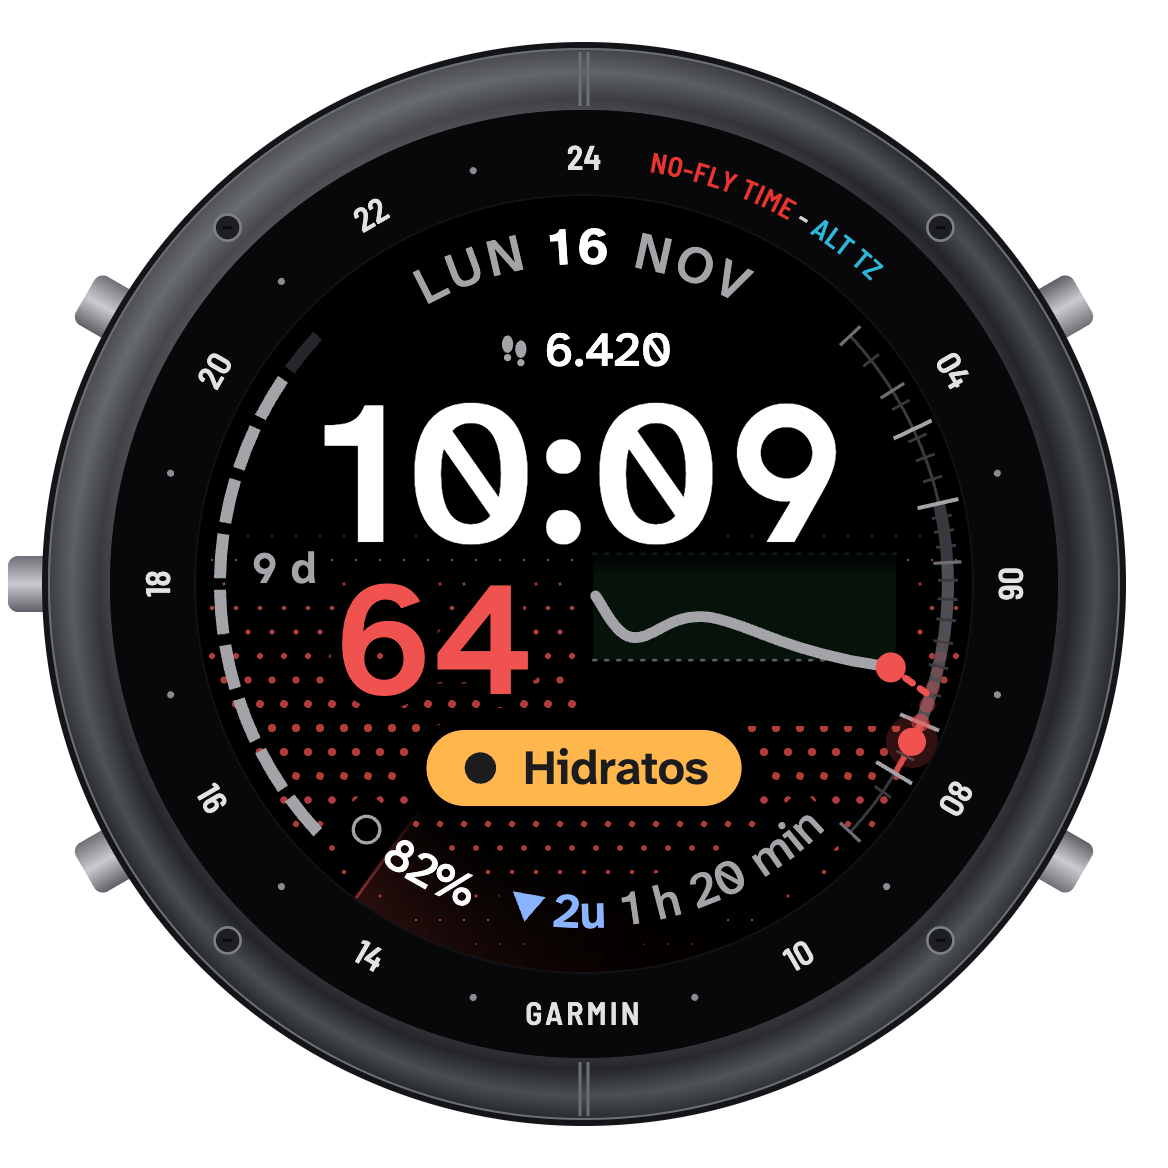 24
NO-FLY TIME - ALT TZ
22
LUN 16 NOV
6.420
20
04
10:09
9 d
18
06
64
Hidratos
16
08
82%
2u
1 h 20 min
14
10
GARMIN